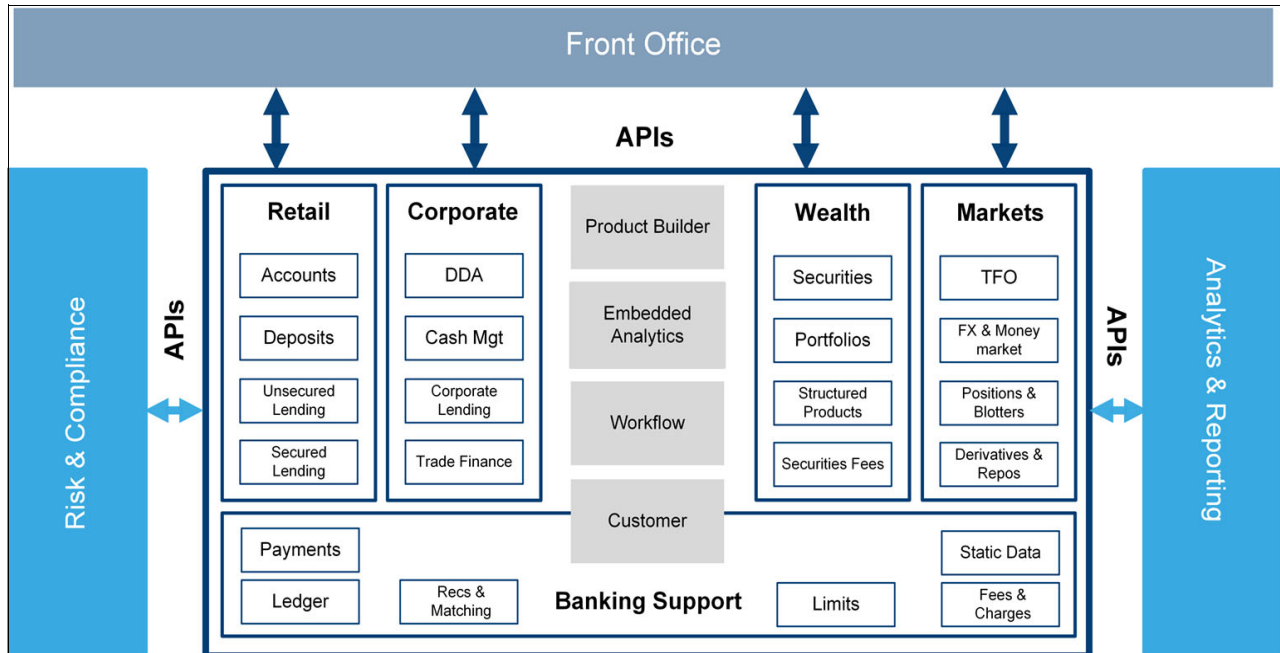 Front Office
APIs
Risk & Compliance
APIs
Retail
Accounts
Deposits
Unsecured
Lending
Secured
Lending
Corporate
DDA
Cash Mgt
Corporate
Lending
Trade Finance
Product Builder
Embedded
Analytics
Workflow
Customer
Wealth
Securities
Portfolios
Structured
Products
Securities Fees
Markets
TFO
FX & Money
market
Positions &
Blotters
Derivatives &
Repos
APIs
Analytics & Reporting
Payments
Ledger
Recs &
Matching
Banking Support
Limits
Static Data
Fees &
Charges